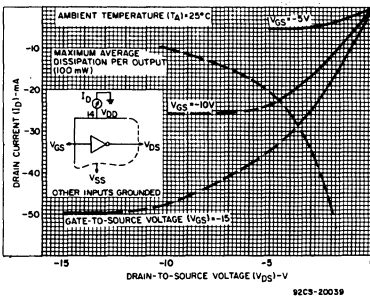 AMBIENT TEMPERATURE (TA)=25°C
VGS=-5V
MAXIMUM AVERAGE
DISSIPATION PER OUTPUT
(100 mW)
ID
14 VDD
VGS
VDS
VSS
OTHER INPUTS GROUNDED
VGS=-10V
GATE-TO-SOURCE VOLTAGE (VGS)=-15
DRAIN CURRENT (ID)-mA
-10
-20
-30
-40
-50
-15
-10
-5
0
DRAIN-TO-SOURCE VOLTAGE (VDS)-V
92CS-20039